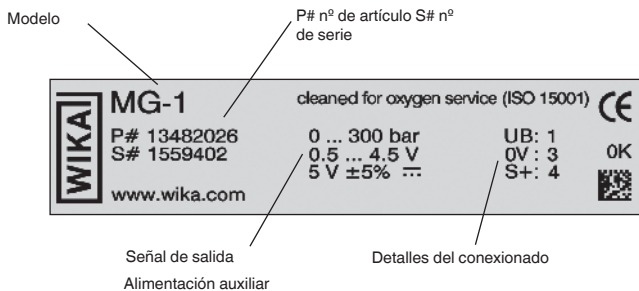 Modelo
P# nº de artículo S# nº
de serie
WIKA
MG-1
cleaned for oxygen service (ISO 15001)
CE
P# 13482026
0 ... 300 bar
UB: 1
S# 1559402
0.5 ... 4.5 V
0V : 3
0K
5 V ±5% ⎓
S+: 4
www.wika.com
Señal de salida
Detalles del conexionado
Alimentación auxiliar